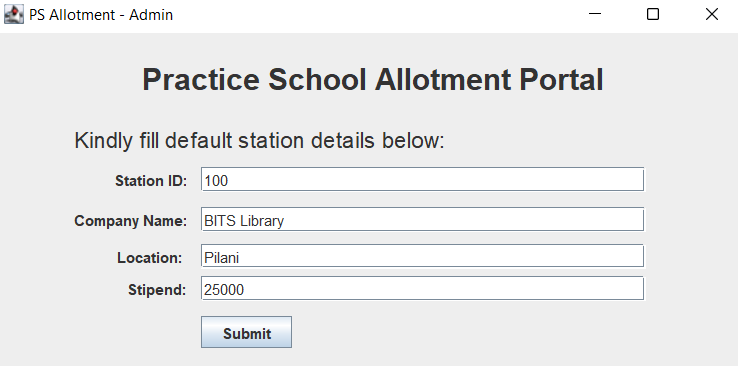 PS Allotment - Admin
Practice School Allotment Portal
Kindly fill default station details below:
Station ID: 100
Company Name: BITS Library
Location: Pilani
Stipend: 25000
Submit